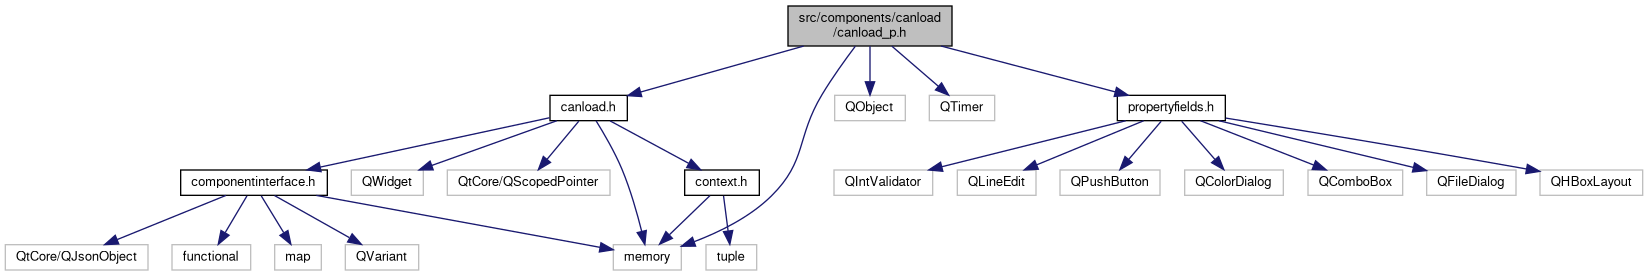 src/components/canload
/canload_p.h
canload.h
QObject
QTimer
propertyfields.h
componentinterface.h
QWidget
QtCore/QScopedPointer
context.h
QIntValidator
QLineEdit
QPushButton
QColorDialog
QComboBox
QFileDialog
QHBoxLayout
QtCore/QJsonObject
functional
map
QVariant
memory
tuple